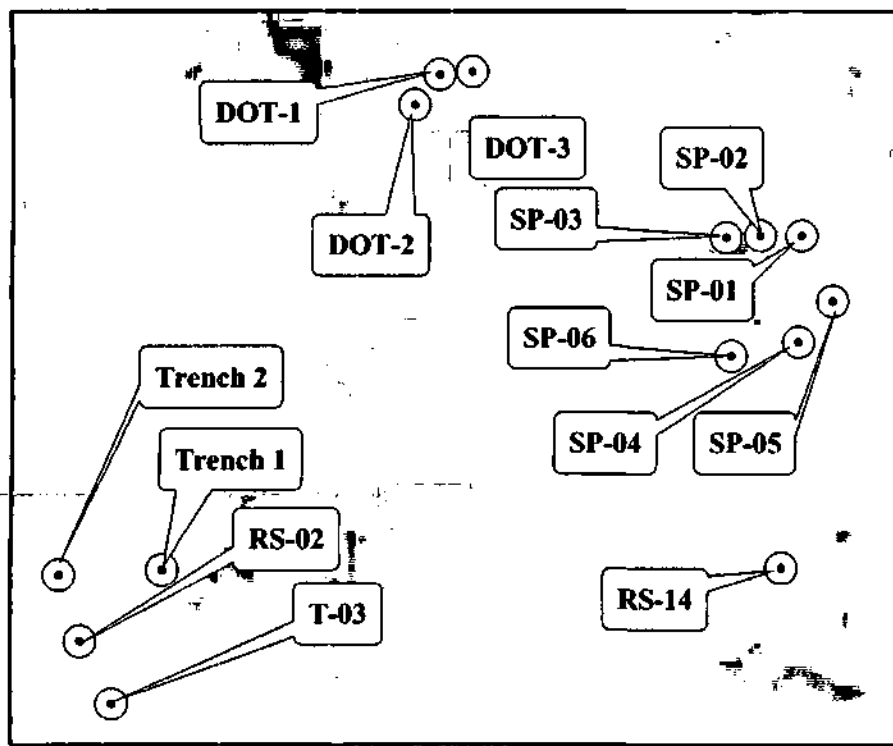 DOT-1
DOT-3
SP-02
SP-03
DOT-2
SP-01
SP-06
Trench 2
SP-04
SP-05
Trench 1
RS-02
RS-14
T-03